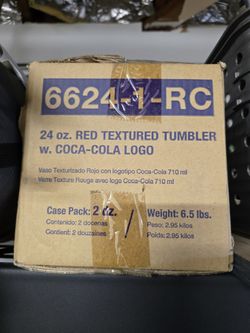 6624-1-RC
24 oz. RED TEXTURED TUMBLER
w. COCA-COLA LOGO
Vaso Texturizado Rojo con logotipo Coca-Cola 710 ml
Verre Texture Rouge avec logo Coca-Cola 710 ml
Case Pack: 2 dz.
Contenido: 2 docenas
Contient: 2 douzaines
Weight: 6.5 lbs.
Peso: 2.95 kilos
Poids: 2.95 kilos